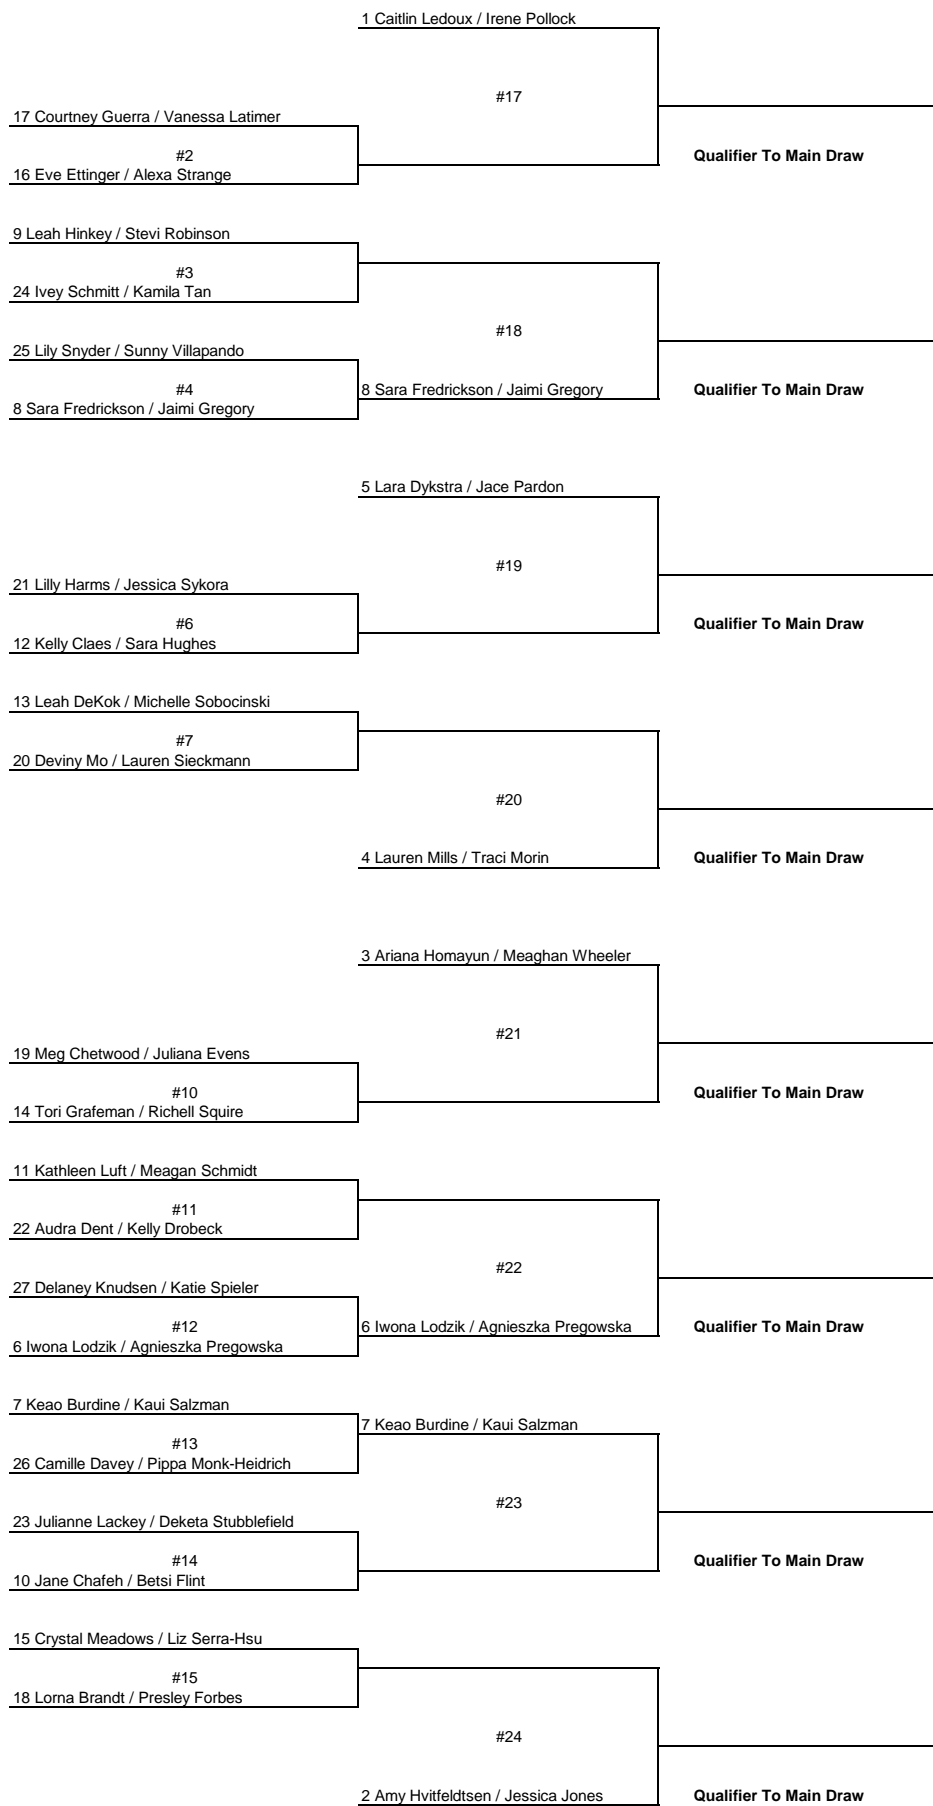 1 Caitlin Ledoux / Irene Pollock
#17
17 Courtney Guerra / Vanessa Latimer
#2
Qualifier To Main Draw
16 Eve Ettinger / Alexa Strange
9 Leah Hinkey / Stevi Robinson
#3
24 Ivey Schmitt / Kamila Tan
#18
25 Lily Snyder / Sunny Villapando
#4
8 Sara Fredrickson / Jaimi Gregory
Qualifier To Main Draw
8 Sara Fredrickson / Jaimi Gregory
5 Lara Dykstra / Jace Pardon
#19
21 Lilly Harms / Jessica Sykora
#6
Qualifier To Main Draw
12 Kelly Claes / Sara Hughes
13 Leah DeKok / Michelle Sobocinski
#7
20 Deviny Mo / Lauren Sieckmann
#20
4 Lauren Mills / Traci Morin
Qualifier To Main Draw
3 Ariana Homayun / Meaghan Wheeler
#21
19 Meg Chetwood / Juliana Evens
#10
Qualifier To Main Draw
14 Tori Grafeman / Richell Squire
11 Kathleen Luft / Meagan Schmidt
#11
22 Audra Dent / Kelly Drobeck
#22
27 Delaney Knudsen / Katie Spieler
#12
6 Iwona Lodzik / Agnieszka Pregowska
Qualifier To Main Draw
6 Iwona Lodzik / Agnieszka Pregowska
7 Keao Burdine / Kaui Salzman
7 Keao Burdine / Kaui Salzman
#13
26 Camille Davey / Pippa Monk-Heidrich
#23
23 Julianne Lackey / Deketa Stubblefield
#14
Qualifier To Main Draw
10 Jane Chafeh / Betsi Flint
15 Crystal Meadows / Liz Serra-Hsu
#15
18 Lorna Brandt / Presley Forbes
#24
2 Amy Hvitfeldtsen / Jessica Jones
Qualifier To Main Draw